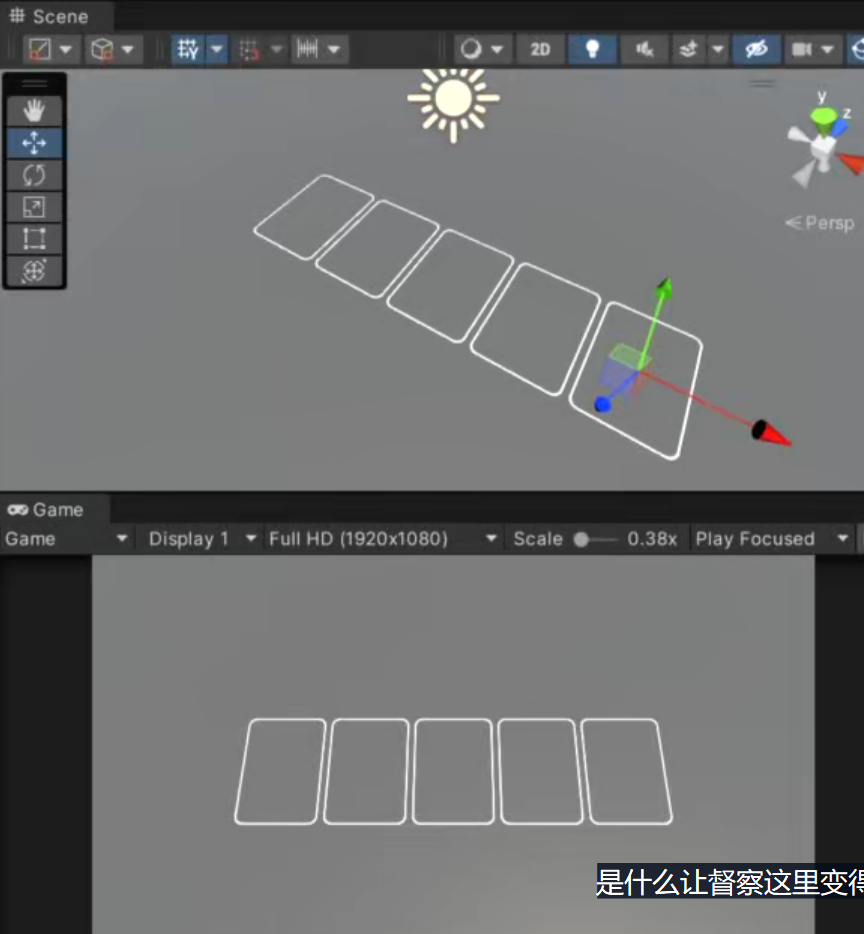 Scene
2D
y
z
Persp
Game
Game Display 1 Full HD (1920x1080) Scale 0.38x Play Focused
是什么让督察这里变得